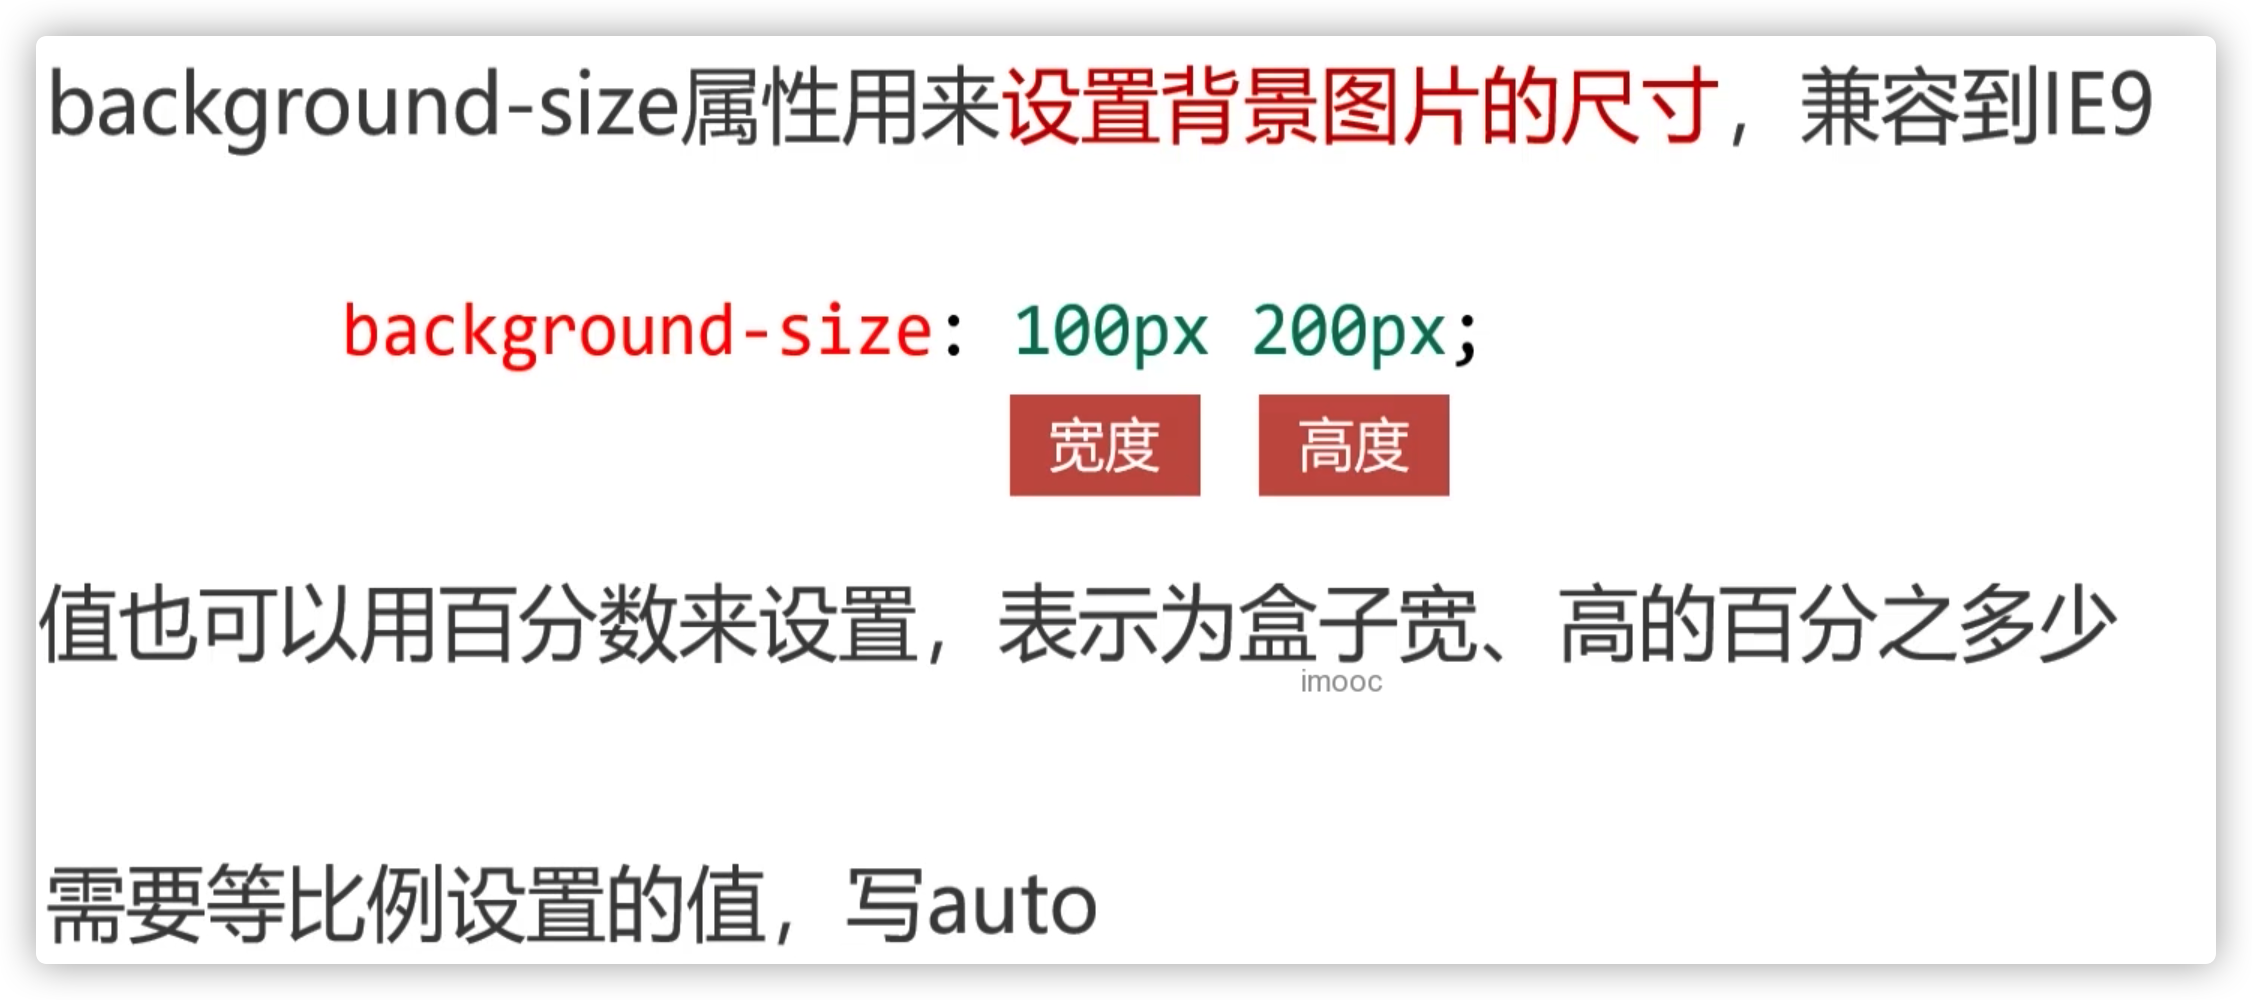 background-size属性用来设置背景图片的尺寸，兼容到IE9
background-size: 100px 200px;
宽度 高度
值也可以用百分数来设置，表示为盒子宽、高的百分之多少
imooc
需要等比例设置的值，写auto